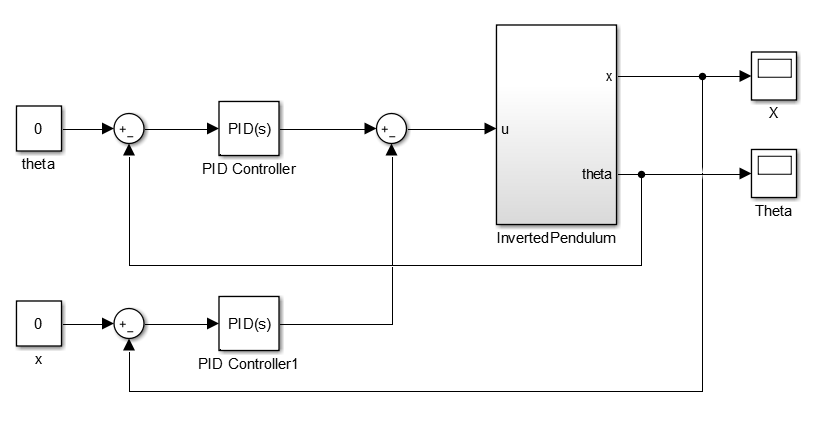 x
X
0
+
−
PID(s)
+
−
u
theta
PID Controller
theta
Theta
InvertedPendulum
0
+
−
PID(s)
x
PID Controller1